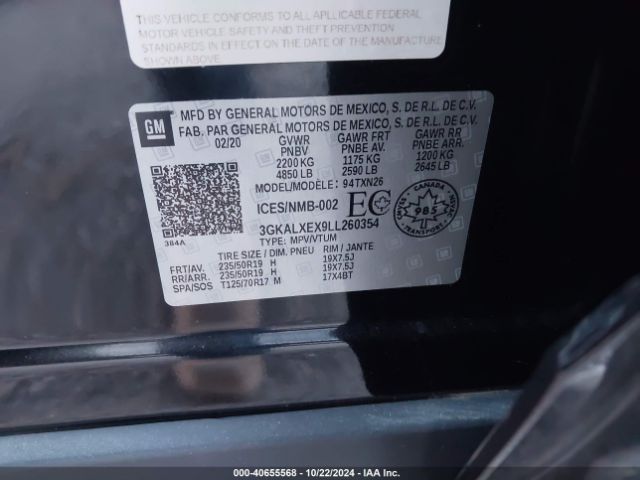 THIS VEHICLE CONFORMS TO ALL APPLICABLE FEDERAL
MOTOR VEHICLE SAFETY AND THEFT PREVENTION
STANDARDS IN EFFECT ON THE DATE OF THE MANUFACTURE
SHOWN ABOVE
GM
MFD BY GENERAL MOTORS DE MEXICO, S. DE R.L. DE C.V.
FAB. PAR GENERAL MOTORS DE MEXICO, S. DE R.L. DE C.V.
02/20 GVWR GAWR FRT GAWR RR
PNBV PNBE AV. PNBE ARR.
2200 KG 1175 KG 1200 KG
4850 LB 2590 LB 2645 LB
MODEL/MODÈLE: 94TXN26
ICES/NMB-002 EC
CANADA
985
384A
3GKALXEX9LL260354
TYPE: MPV/VTUM
TIRE SIZE / DIM. PNEU RIM / JANTE
FRT/AV. 235/50R19 H 19X7.5J
RR/ARR. 235/50R19 H 19X7.5J
SPA/SOS T125/70R17 M 17X4BT
000-40655568 | 10/22/2024 | IAAI.com